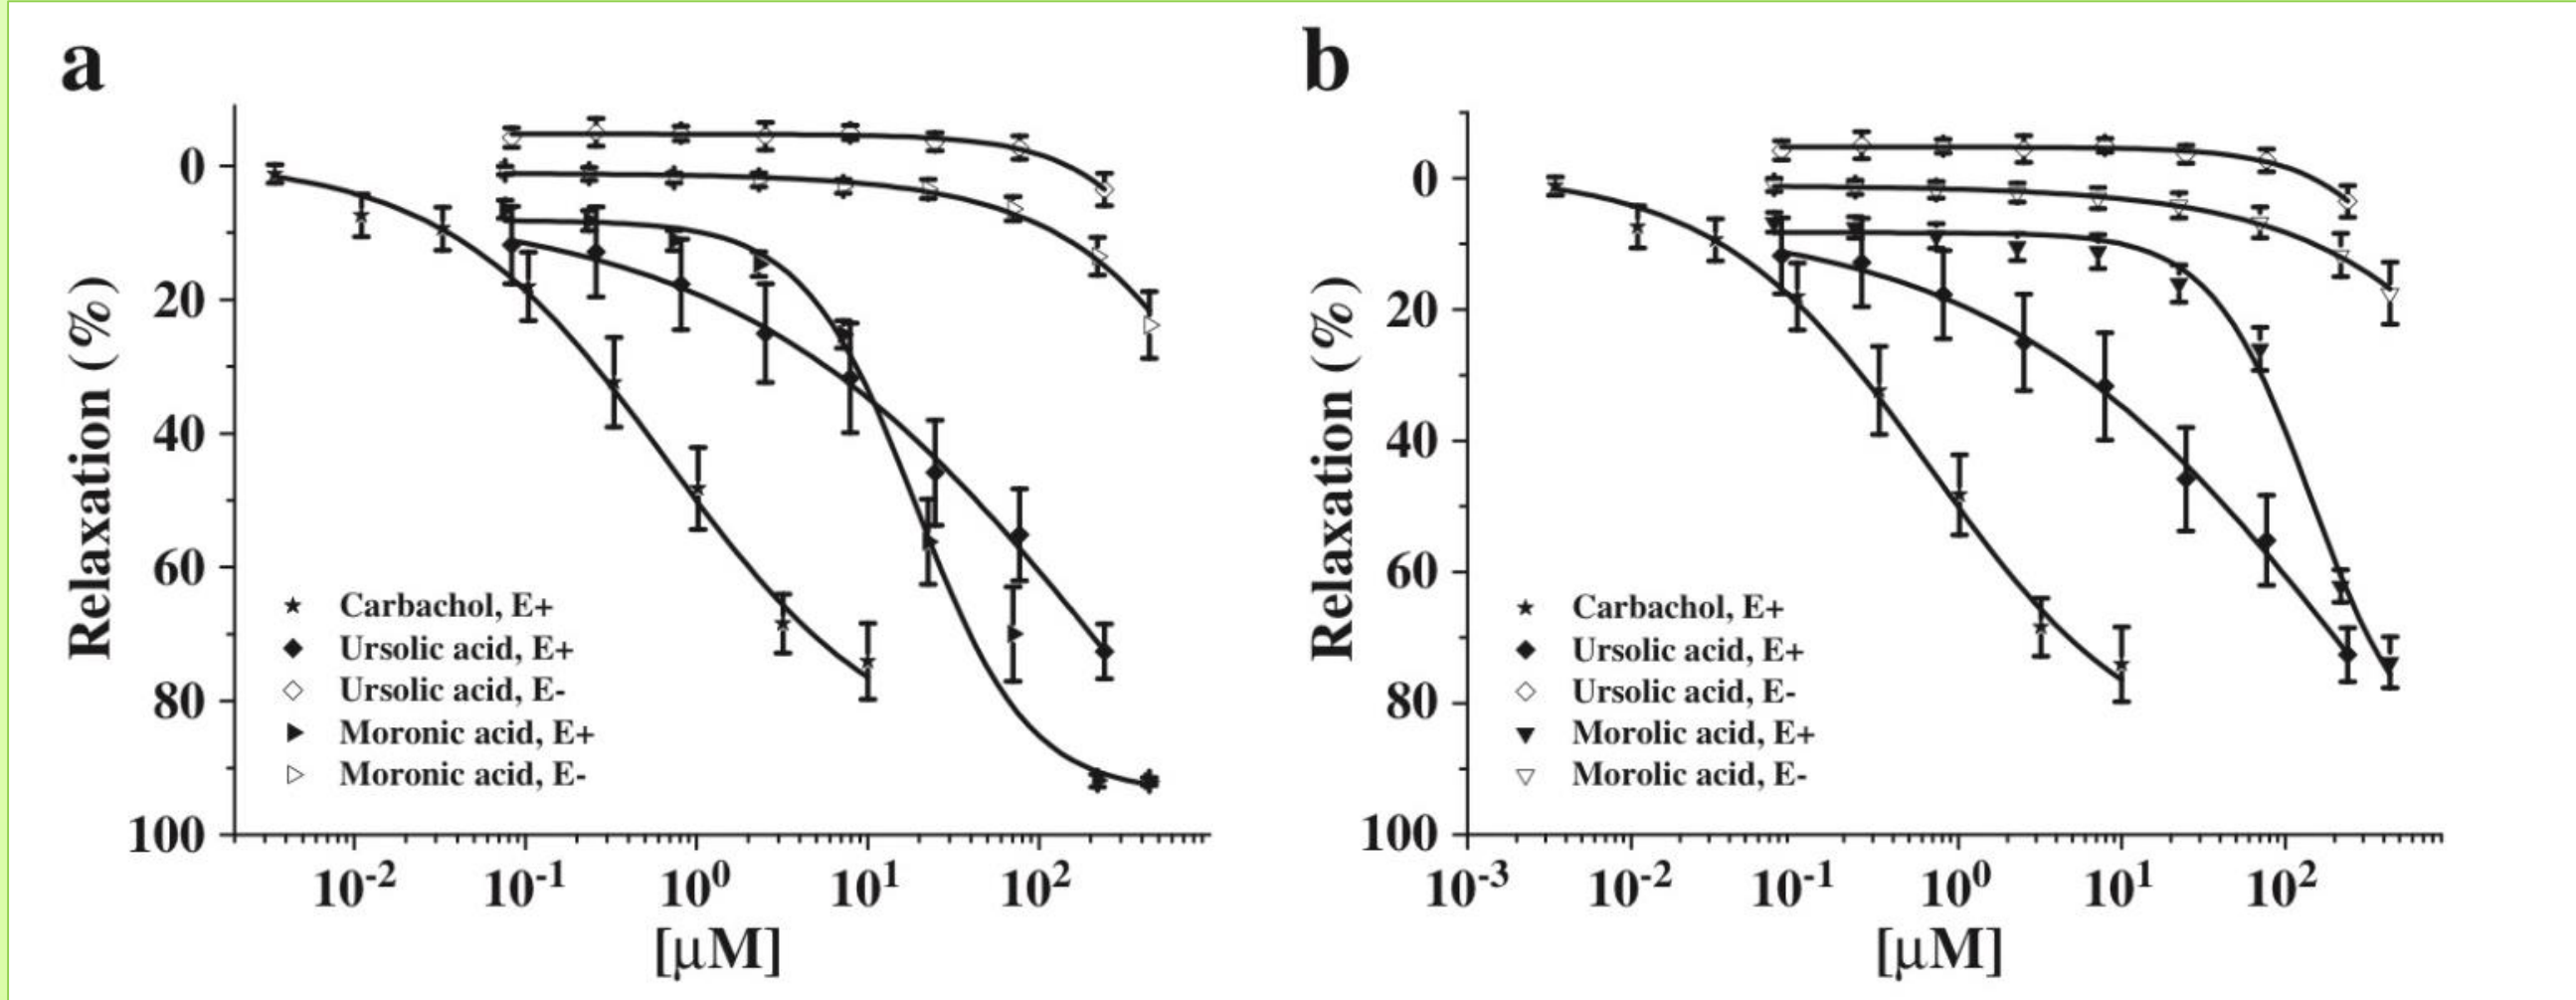 a
Relaxation (%)
0
20
40
60
80
100
Carbachol, E+
Ursolic acid, E+
Ursolic acid, E-
Moronic acid, E+
Moronic acid, E-
10-2 10-1 100 101 102
[μM]
b
Relaxation (%)
0
20
40
60
80
100
Carbachol, E+
Ursolic acid, E+
Ursolic acid, E-
Morolic acid, E+
Morolic acid, E-
10-3 10-2 10-1 100 101 102
[μM]